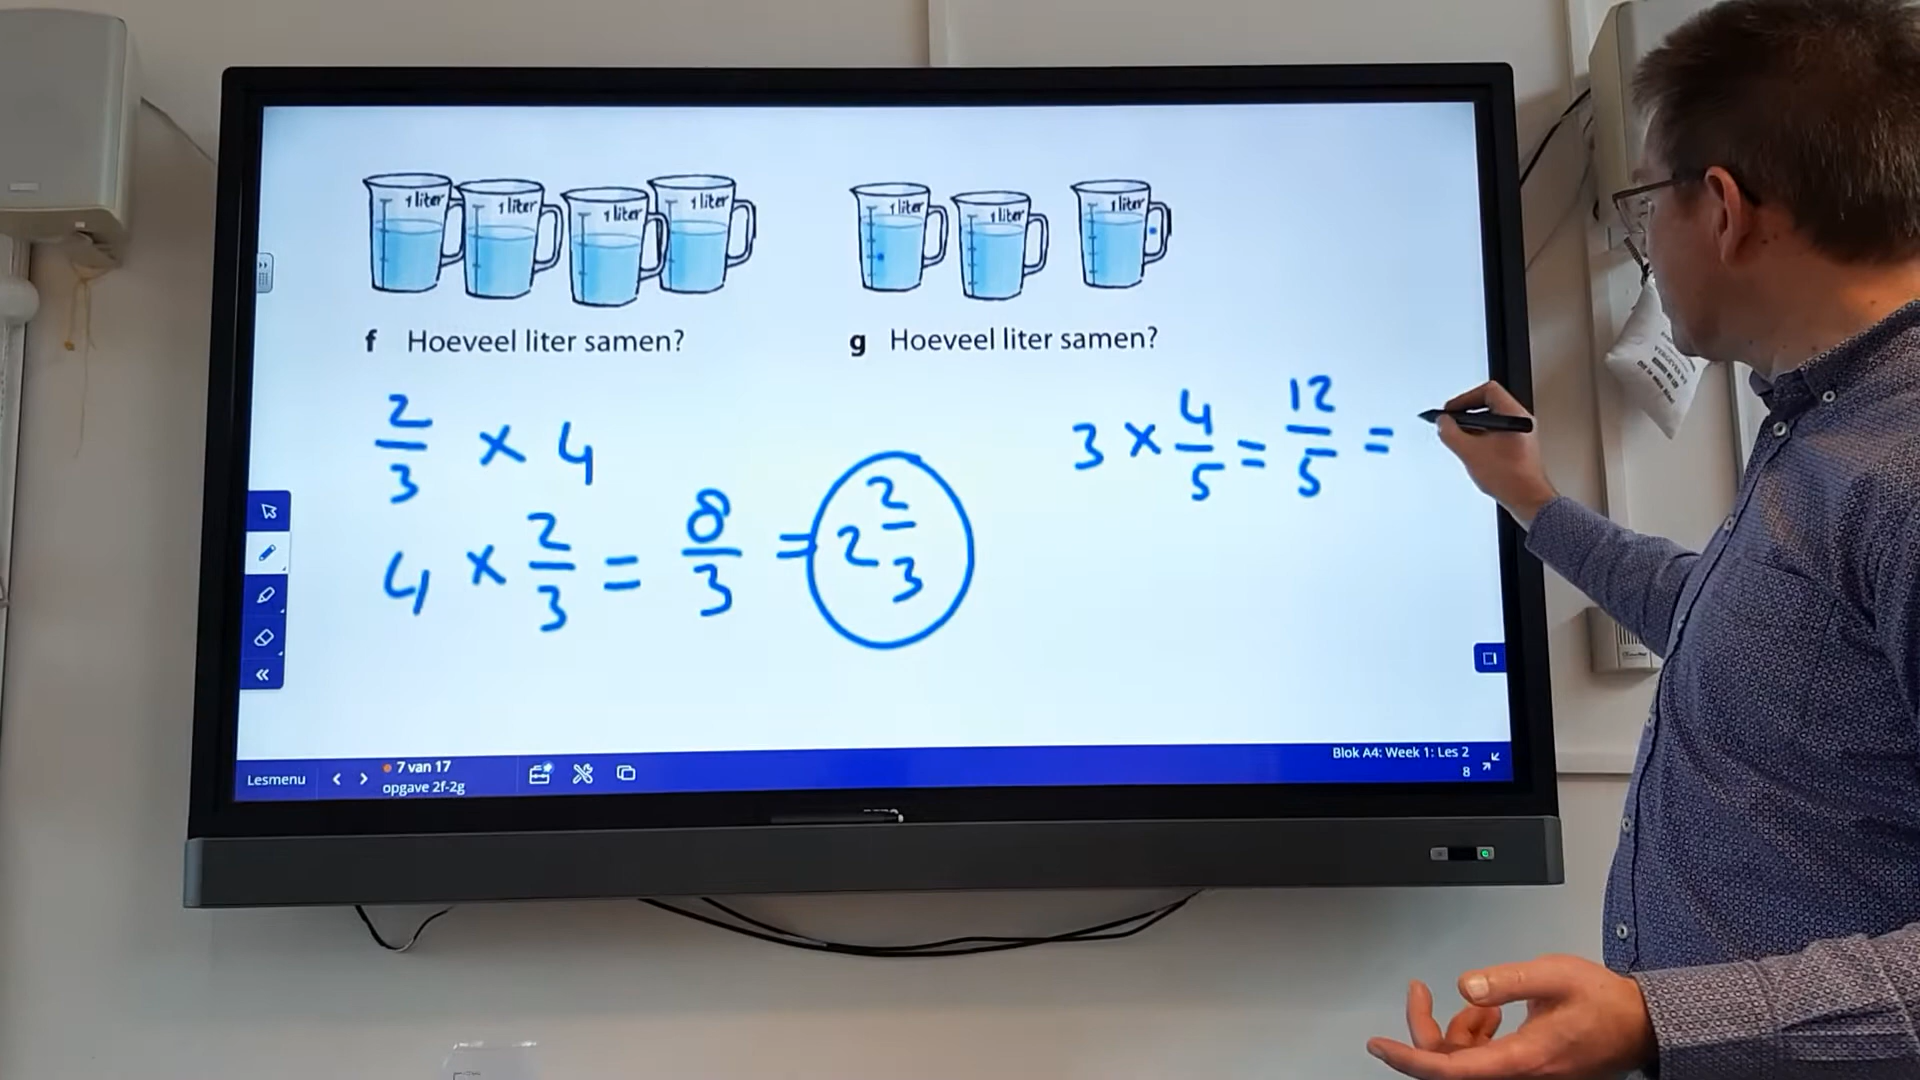 1 liter 1 liter 1 liter 1 liter
1 liter 1 liter 1 liter
f Hoeveel liter samen?
g Hoeveel liter samen?
2/3 × 4
4 × 2/3 = 8/3 = 2 2/3
3 × 4/5 = 12/5 =
Lesmenu
7 van 17
opgave 2f-2g
Blok A4: Week 1: Les 2
8